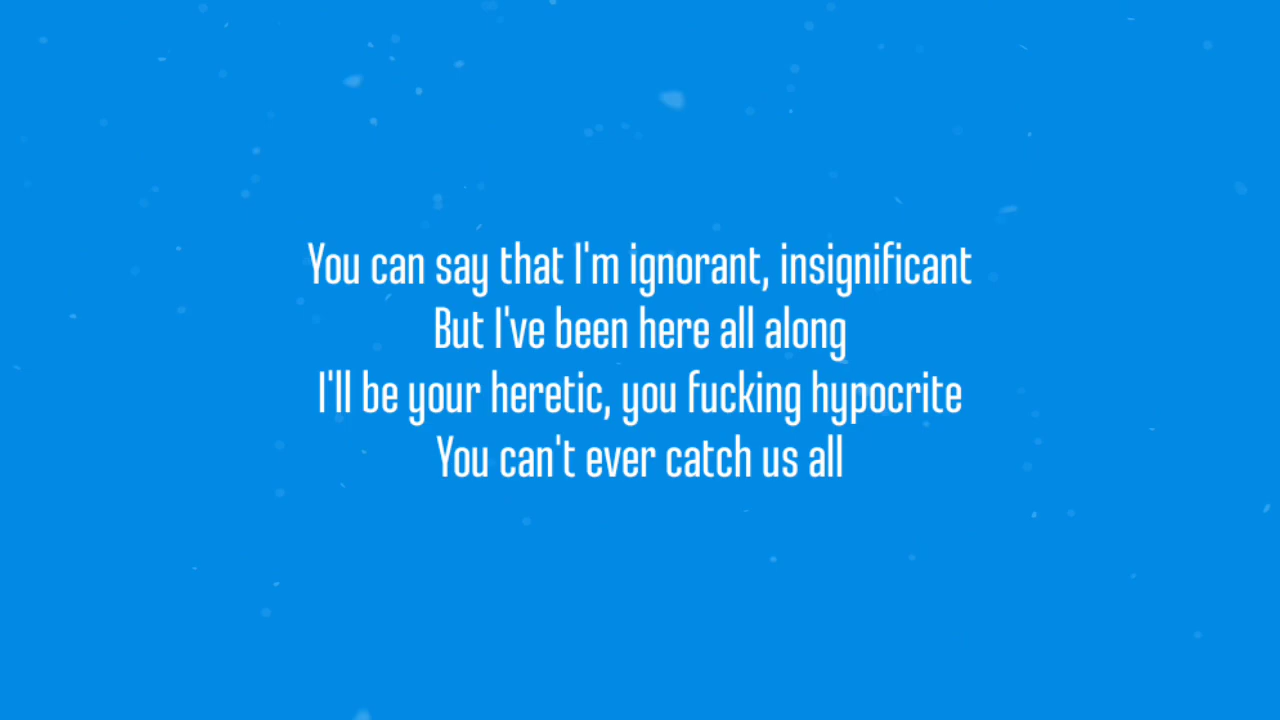 You can say that I'm ignorant, insignificant
But I've been here all along
I'll be your heretic, you fucking hypocrite
You can't ever catch us all